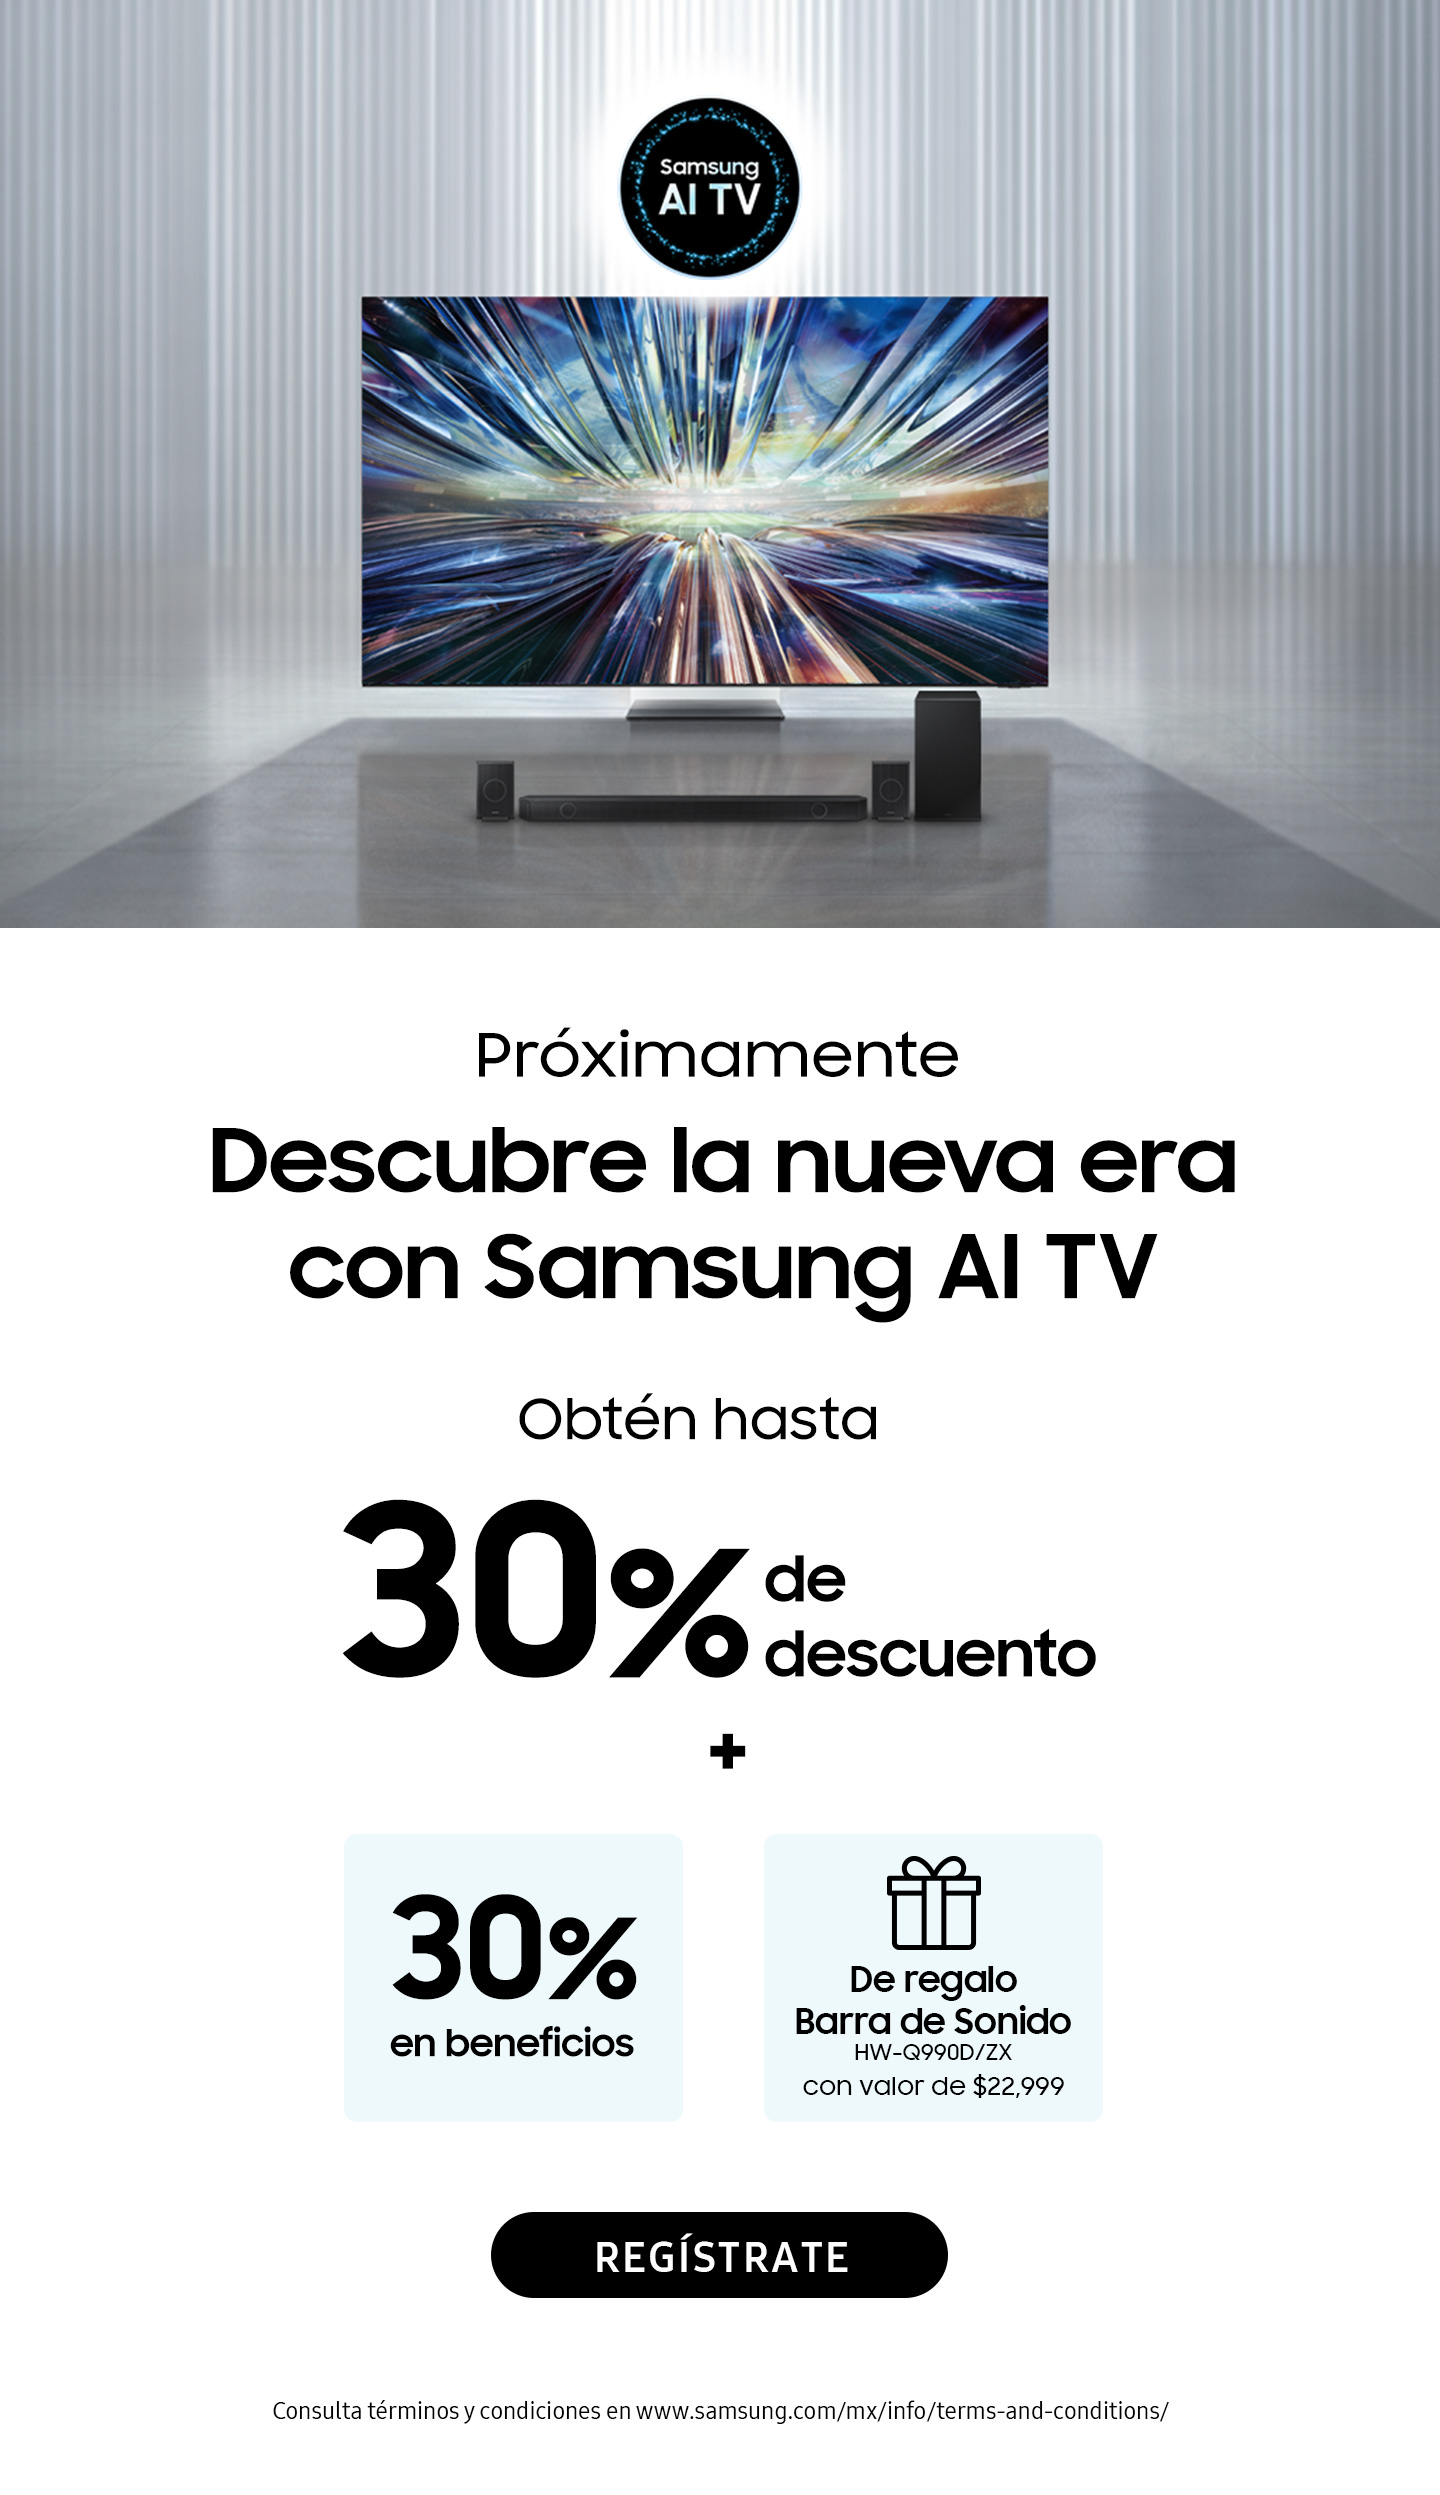 Samsung
AI TV
Próximamente
Descubre la nueva era
con Samsung AI TV
Obtén hasta
30% de
descuento
+
30%
en beneficios
De regalo
Barra de Sonido
HW-Q990D/ZX
con valor de $22,999
REGÍSTRATE
Consulta términos y condiciones en www.samsung.com/mx/info/terms-and-conditions/